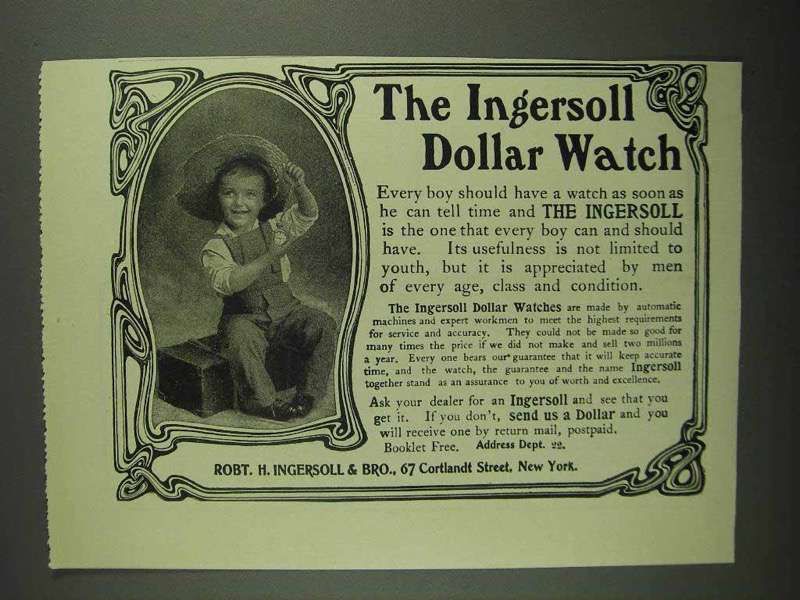 The Ingersoll
Dollar Watch
Every boy should have a watch as soon as
he can tell time and THE INGERSOLL
is the one that every boy can and should
have. Its usefulness is not limited to
youth, but it is appreciated by men
of every age, class and condition.
The Ingersoll Dollar Watches are made by automatic
machines and expert workmen to meet the highest requirements
for service and accuracy. They could not be made so good for
many times the price if we did not make and sell two millions
a year. Every one bears our guarantee that it will keep accurate
time, and the watch, the guarantee and the name Ingersoll
together stand as an assurance to you of worth and excellence.
Ask your dealer for an Ingersoll and see that you
get it. If you don't, send us a Dollar and you
will receive one by return mail, postpaid.
Booklet Free. Address Dept. 22.
ROBT. H. INGERSOLL & BRO., 67 Cortlandt Street, New York.